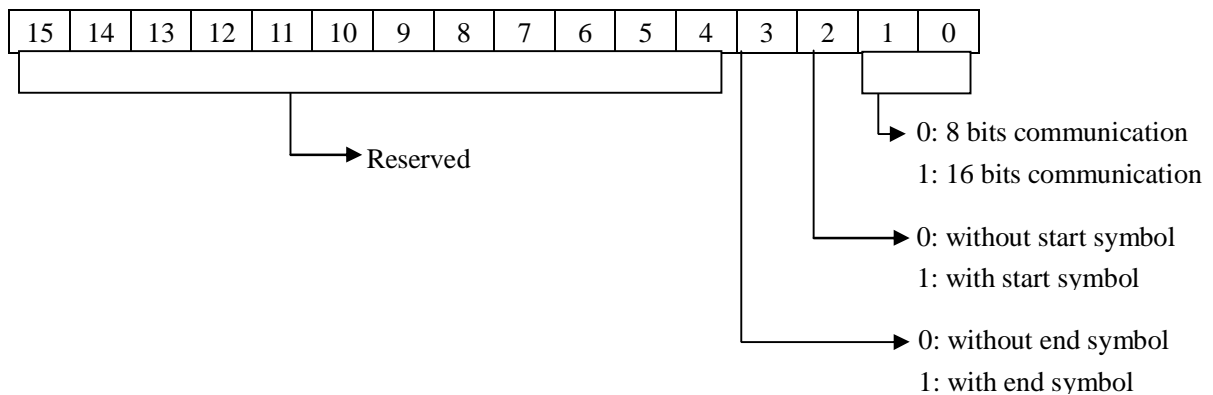 15 14 13 12 11 10 9 8 7 6 5 4 3 2 1 0
0: 8 bits communication
Reserved
1: 16 bits communication
0: without start symbol
1: with start symbol
0: without end symbol
1: with end symbol